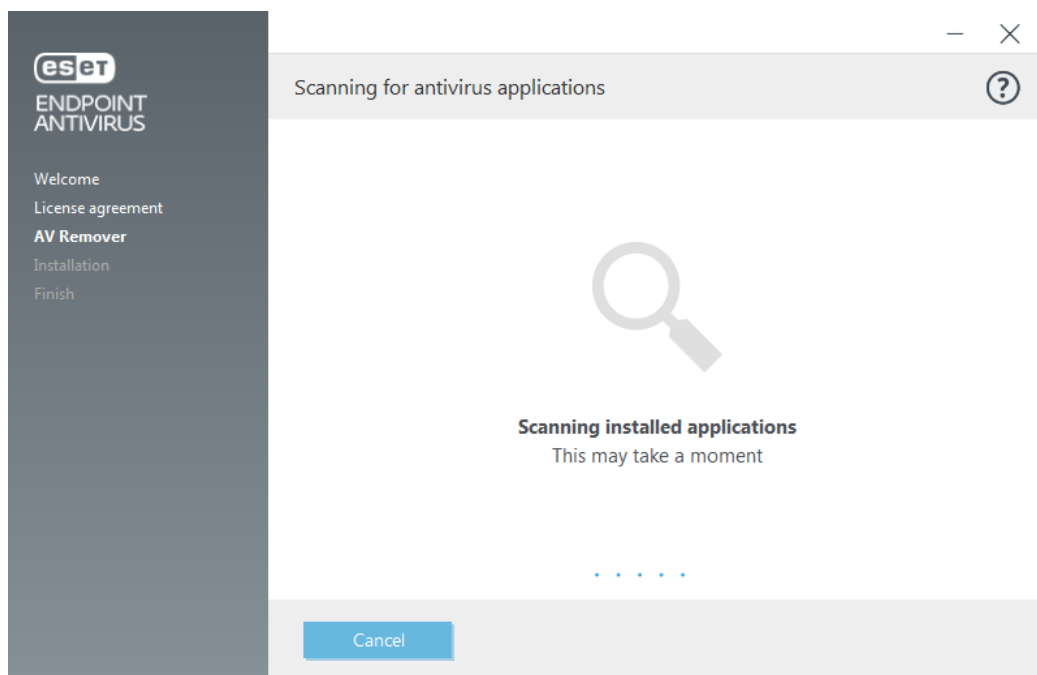 eset
ENDPOINT
ANTIVIRUS
Welcome
License agreement
AV Remover
Installation
Finish
Scanning for antivirus applications
?
Scanning installed applications
This may take a moment
Cancel